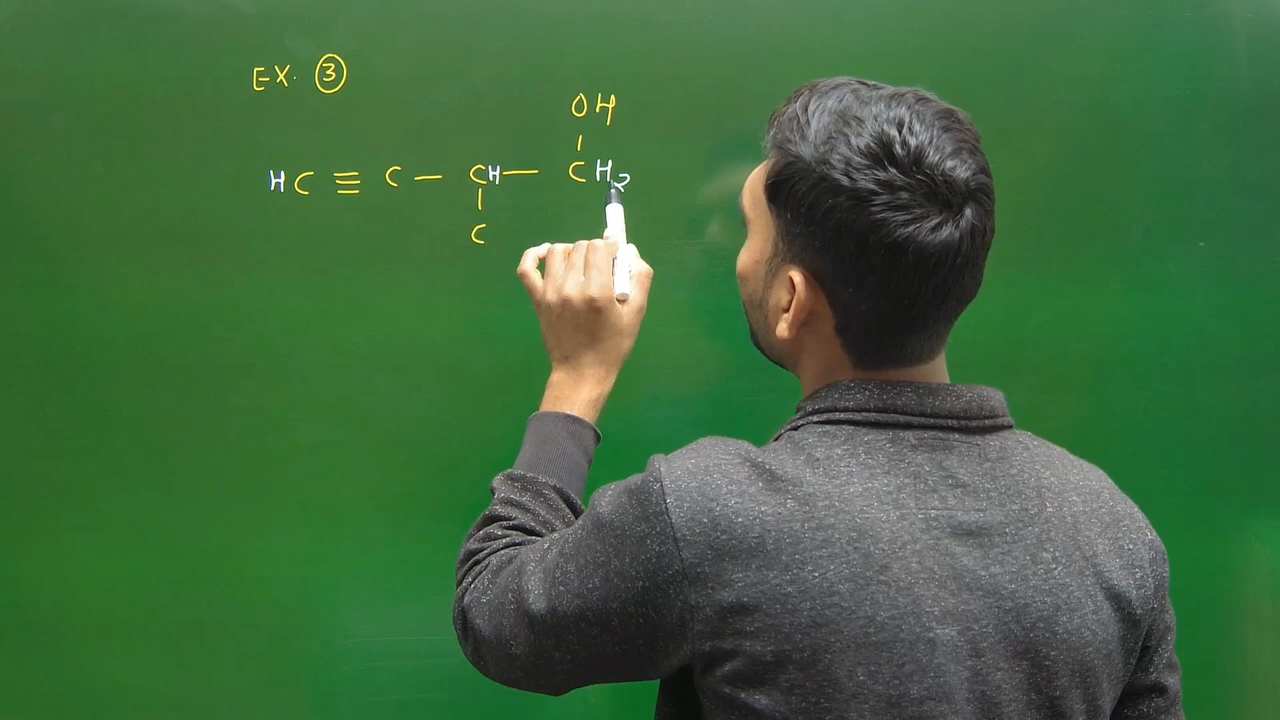 EX. ③
OH
HC ≡ C — CH — CH2
C